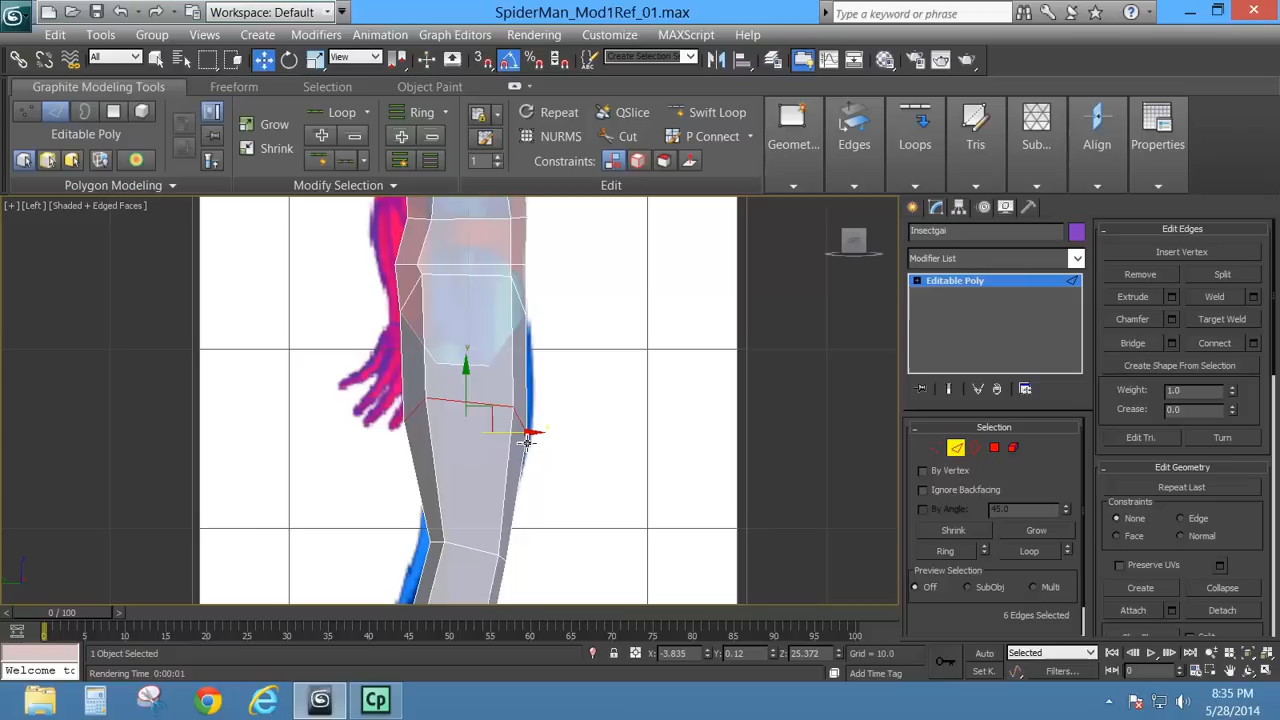 Workspace: Default
SpiderMan_Mod1Ref_01.max
Type a keyword or phrase
Edit Tools Group Views Create Modifiers Animation Graph Editors Rendering Customize MAXScript Help
All View Create Selection Se
Graphite Modeling Tools Freeform Selection Object Paint
Loop Ring Repeat QSlice Swift Loop
Grow NURMS Cut P Connect
Editable Poly Shrink 1 Constraints:
Geomet... Edges Loops Tris Sub... Align Properties
Polygon Modeling Modify Selection Edit
[+] [Left] [Shaded + Edged Faces]
y
Insectgai
Modifier List
Editable Poly
Selection
By Vertex
Ignore Backfacing
By Angle: 45.0
Shrink Grow
Ring Loop
Preview Selection
Off SubObj Multi
6 Edges Selected
Edit Edges
Insert Vertex
Remove Split
Extrude Weld
Chamfer Target Weld
Bridge Connect
Create Shape From Selection
Weight: 1.0
Crease: 0.0
Edit Tri. Turn
Edit Geometry
Repeat Last
Constraints
None Edge
Face Normal
Preserve UVs
Create Collapse
Attach Detach
0 / 100
0 5 10 15 20 25 30 35 40 45 50 55 60 65 70 75 80 85 90 95 100
1 Object Selected X: -3.835 Y: 0.12 Z: 25.372 Grid = 10.0 Auto Selected
Welcome to Rendering Time 0:00:01 Add Time Tag Set K. Filters... 0
Cp
8:35 PM
5/28/2014